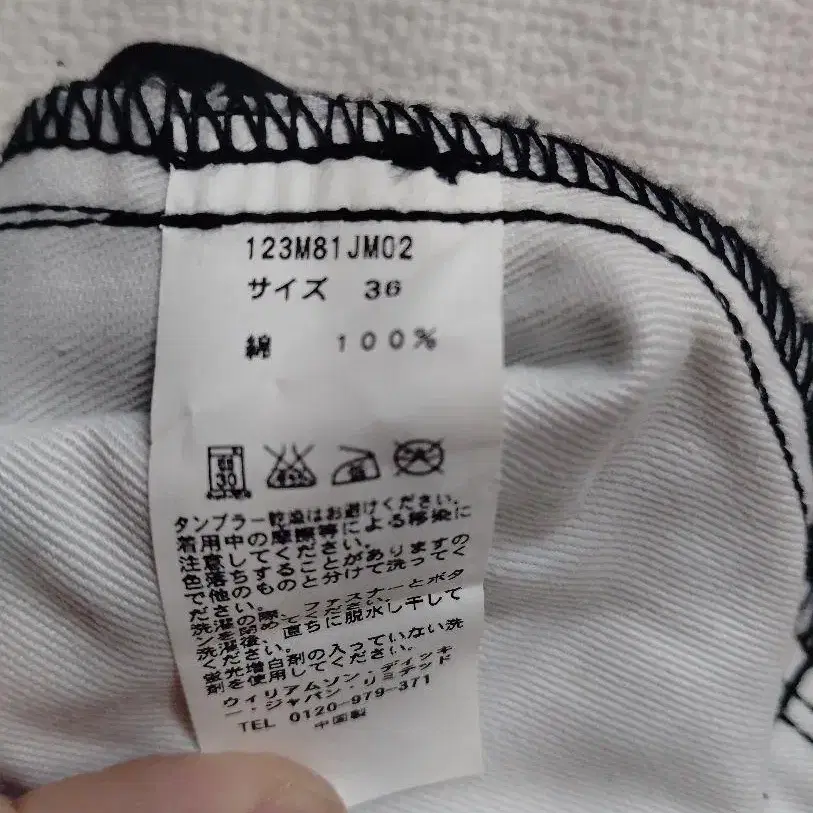 123M81JM02
サイズ 36
綿 100%
30
タンブラー乾燥はお避けください。
着用中の摩擦等による移染に
注意してください。
色落ちすることがありますの
で他のものと分けて洗ってく
ださい。
洗濯の際、ファスナーとボタ
ンを閉めてください。
洗濯後、直ちに脱水し干して
ください。
蛍光増白剤の入っていない洗
剤を使用してください。
ウィリアムソン・ディッキ
ー・ジャパン・リミテッド
TEL 0120-979-371
中国製